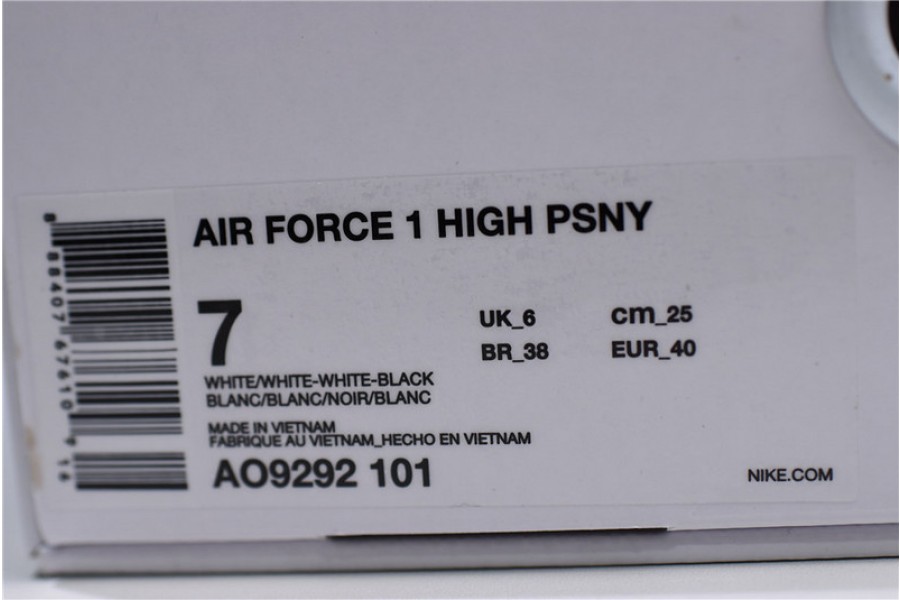 AIR FORCE 1 HIGH PSNY
7
UK_6 cm_25
BR_38 EUR_40
WHITE/WHITE-WHITE-BLACK
BLANC/BLANC/NOIR/BLANC
MADE IN VIETNAM
FABRIQUE AU VIETNAM_HECHO EN VIETNAM
AO9292 101
NIKE.COM